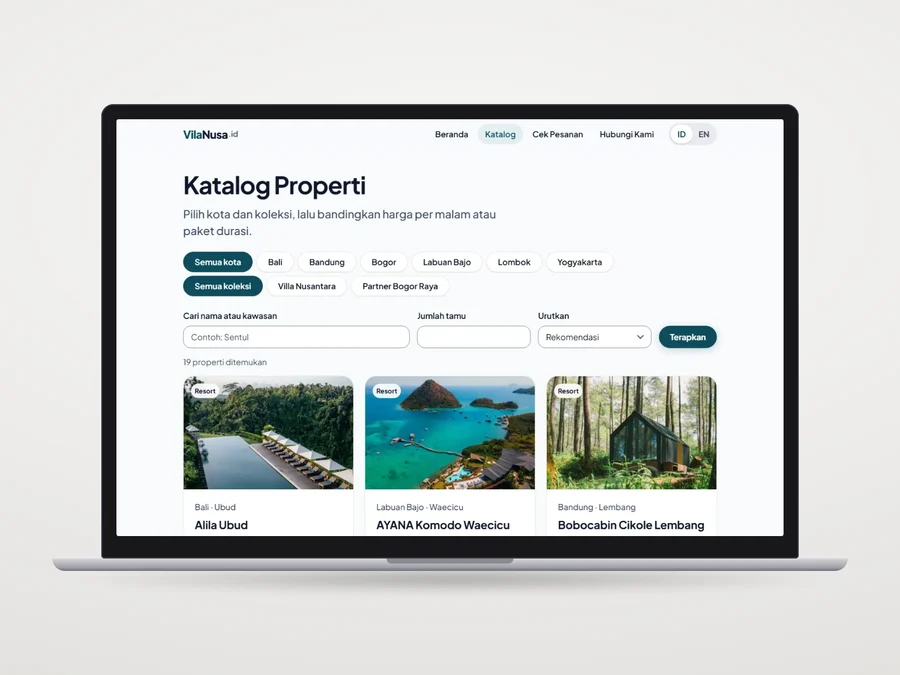 VilaNusa.id
Beranda Katalog Cek Pesanan Hubungi Kami ID EN
Katalog Properti
Pilih kota dan koleksi, lalu bandingkan harga per malam atau
paket durasi.
Semua kota Bali Bandung Bogor Labuan Bajo Lombok Yogyakarta
Semua koleksi Villa Nusantara Partner Bogor Raya
Cari nama atau kawasan Jumlah tamu Urutkan
Contoh: Sentul Rekomendasi Terapkan
19 properti ditemukan
Resort Resort Resort
Bali · Ubud Labuan Bajo · Waecicu Bandung · Lembang
Alila Ubud AYANA Komodo Waecicu Bobocabin Cikole Lembang